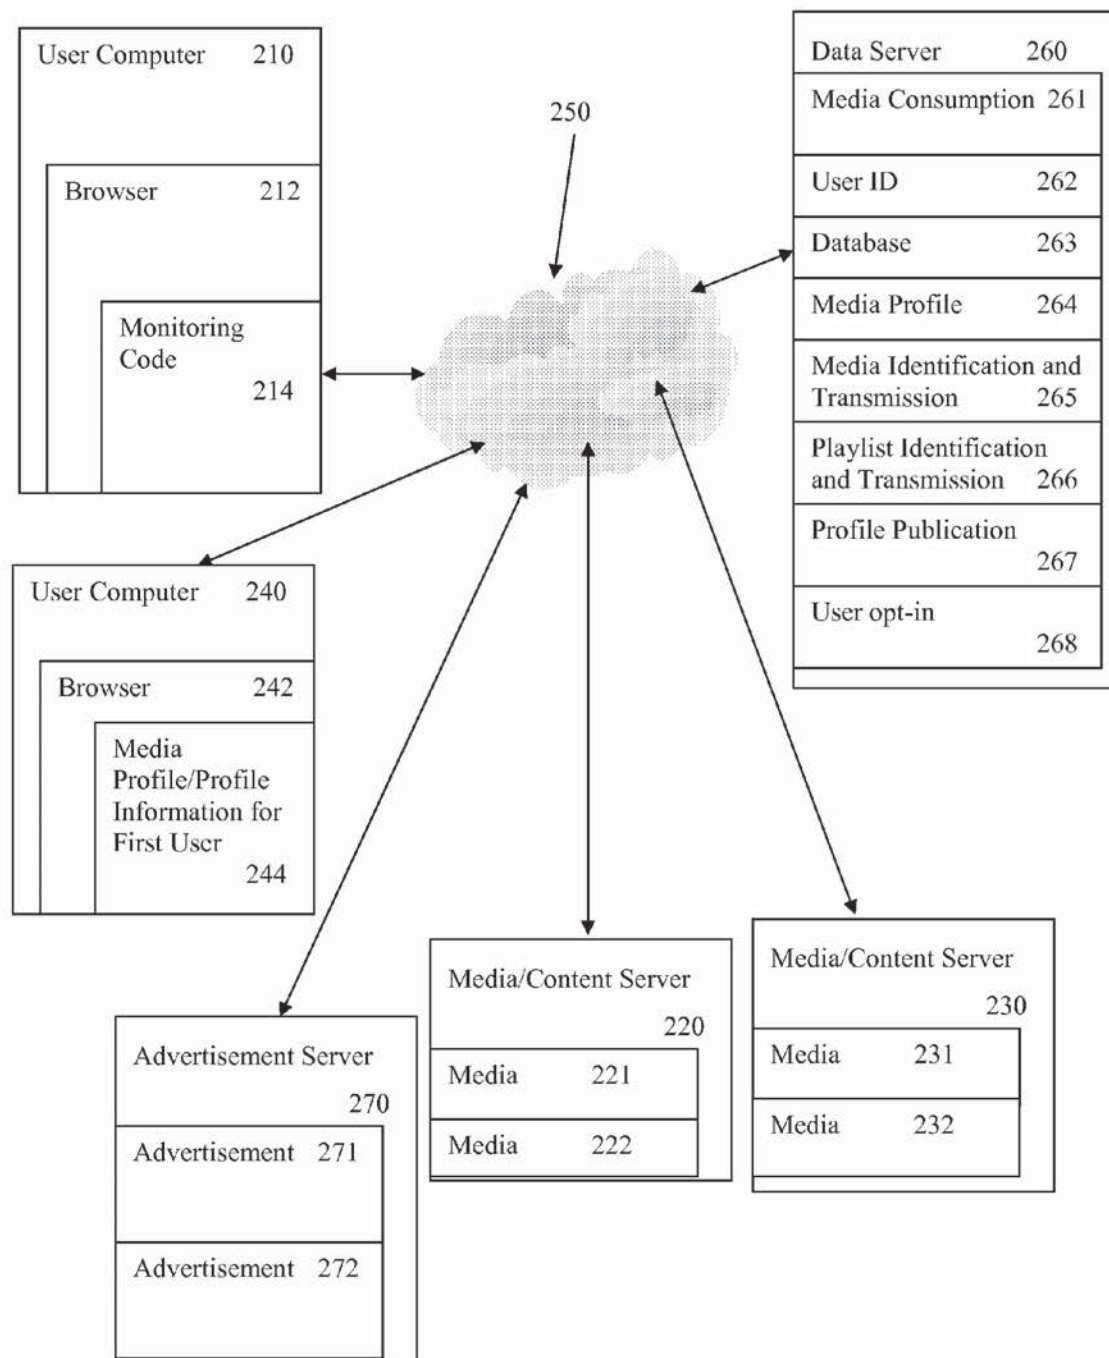 User Computer 210
Browser 212
Monitoring
Code
214
250
Data Server 260
Media Consumption 261
User ID 262
Database 263
Media Profile 264
Media Identification and
Transmission 265
Playlist Identification
and Transmission 266
Profile Publication
267
User opt-in
268
User Computer 240
Browser 242
Media
Profile/Profile
Information for
First User
244
Advertisement Server
270
Advertisement 271
Advertisement 272
Media/Content Server
220
Media 221
Media 222
Media/Content Server
230
Media 231
Media 232